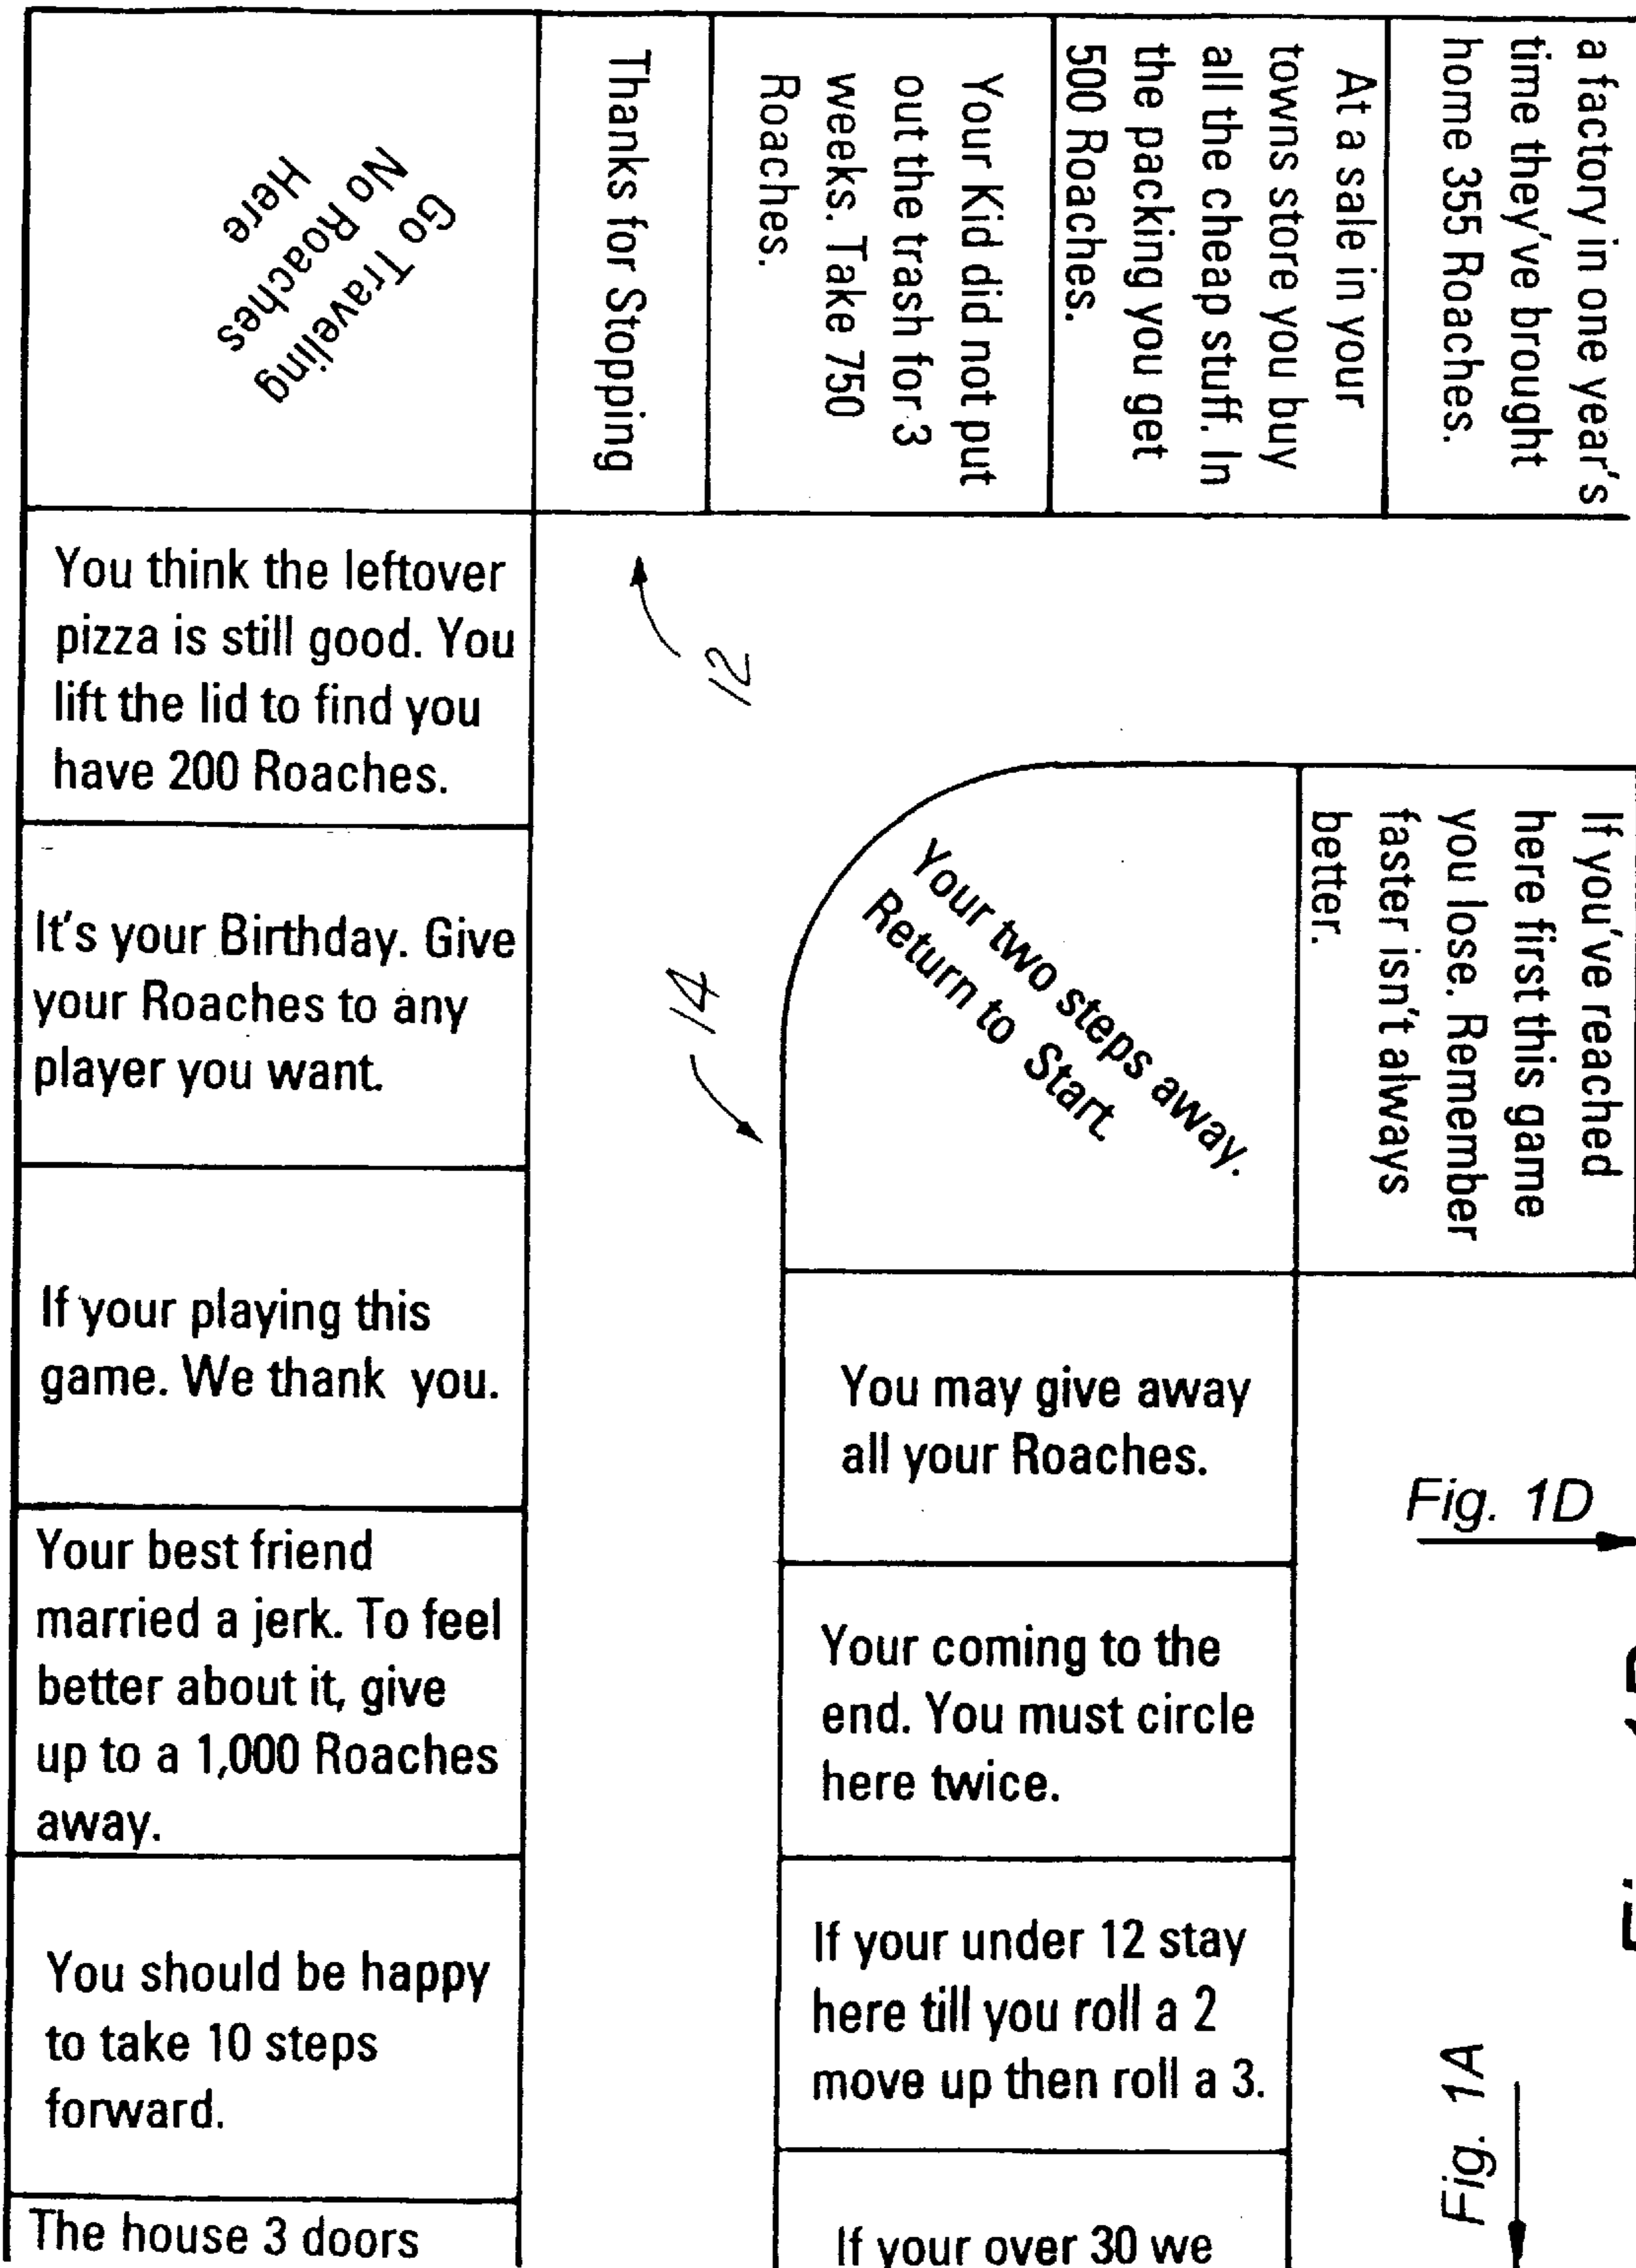 a factory in one year's
time they've brought
home 355 Roaches.
At a sale in your
towns store you buy
all the cheap stuff. In
the packing you get
500 Roaches.
Your Kid did not put
out the trash for 3
weeks. Take 750
Roaches.
Thanks for Stopping
Go Traveling
No Roaches
Here
You think the leftover
pizza is still good. You
lift the lid to find you
have 200 Roaches.
It's your Birthday. Give
your Roaches to any
player you want.
If your playing this
game. We thank you.
Your best friend
married a jerk. To feel
better about it, give
up to a 1,000 Roaches
away.
You should be happy
to take 10 steps
forward.
The house 3 doors
12
14
If you've reached
here first this game
you lose. Remember
faster isn't always
better.
Your two steps away.
Return to Start.
You may give away
all your Roaches.
Your coming to the
end. You must circle
here twice.
If your under 12 stay
here till you roll a 2
move up then roll a 3.
If your over 30 we
Fig. 1D
Fig. 1A